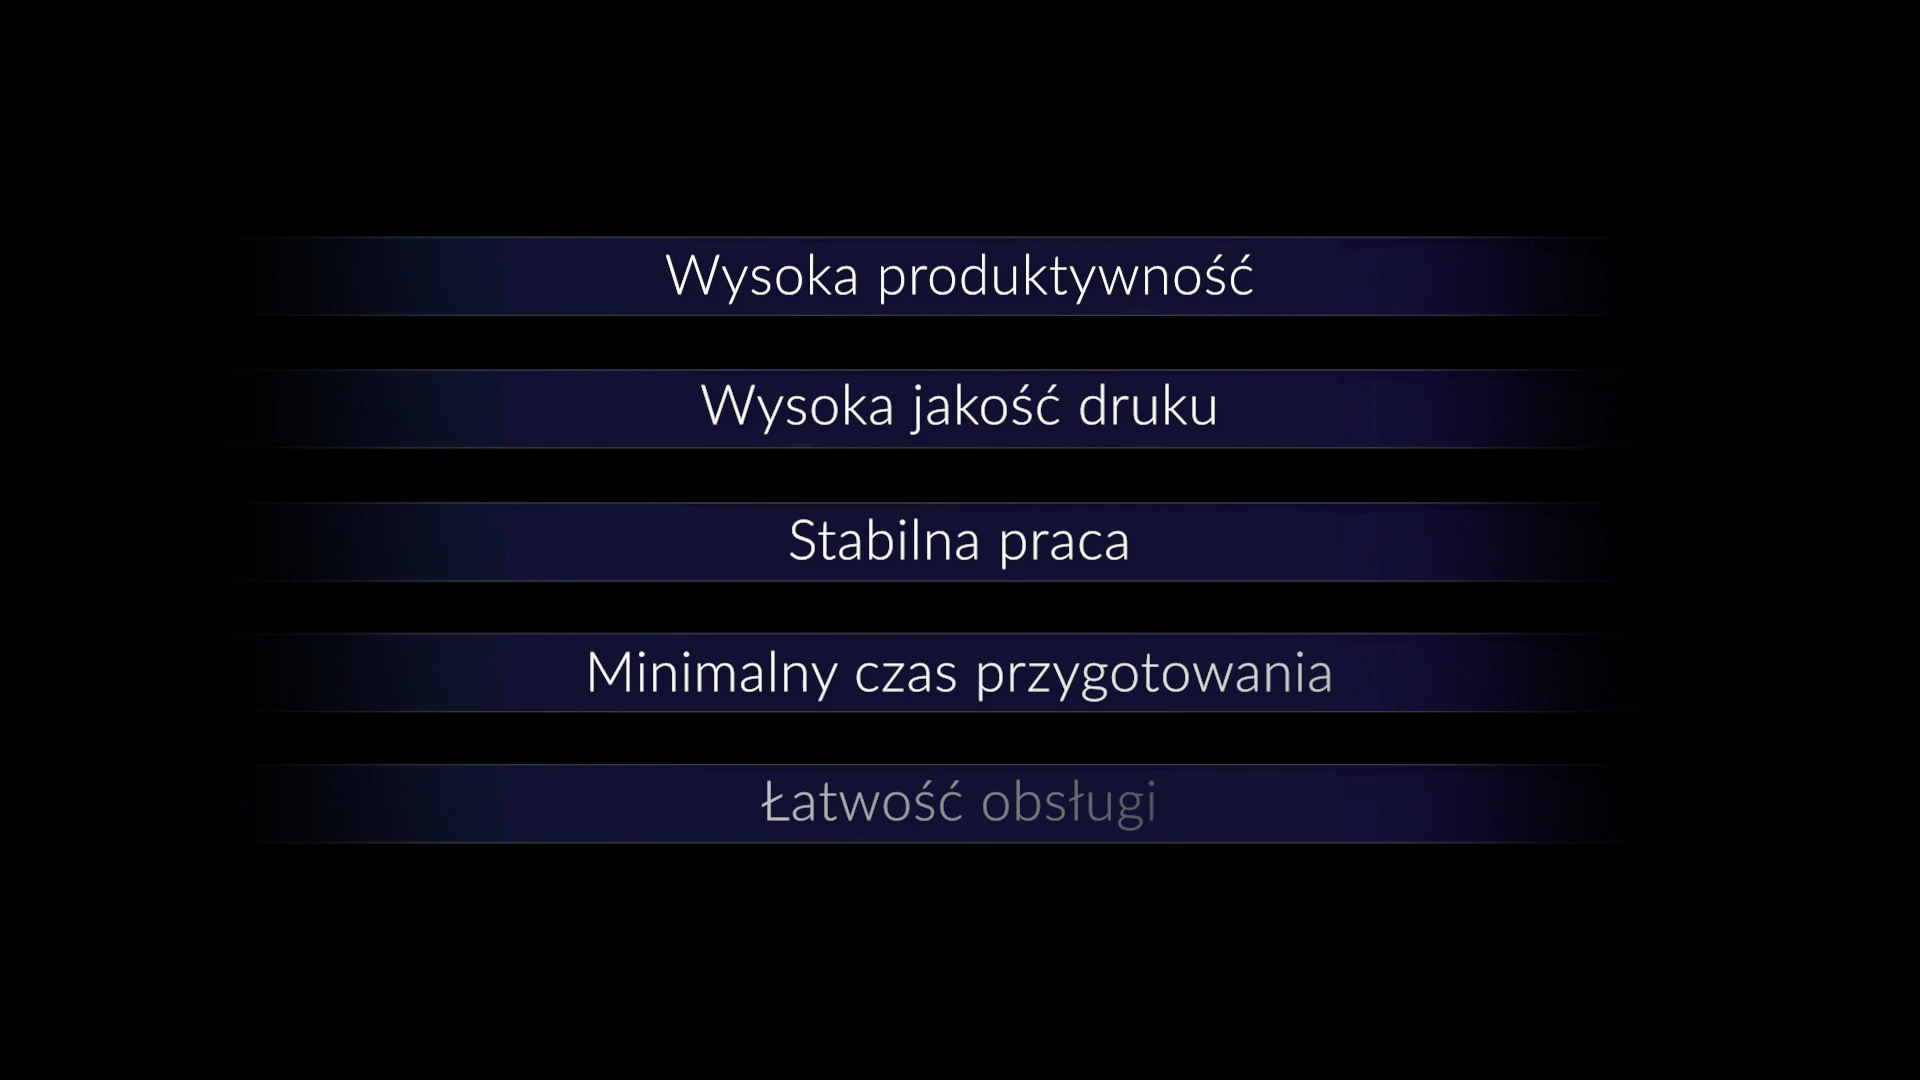 Wysoka produktywność
Wysoka jakość druku
Stabilna praca
Minimalny czas przygotowania
Łatwość obsługi